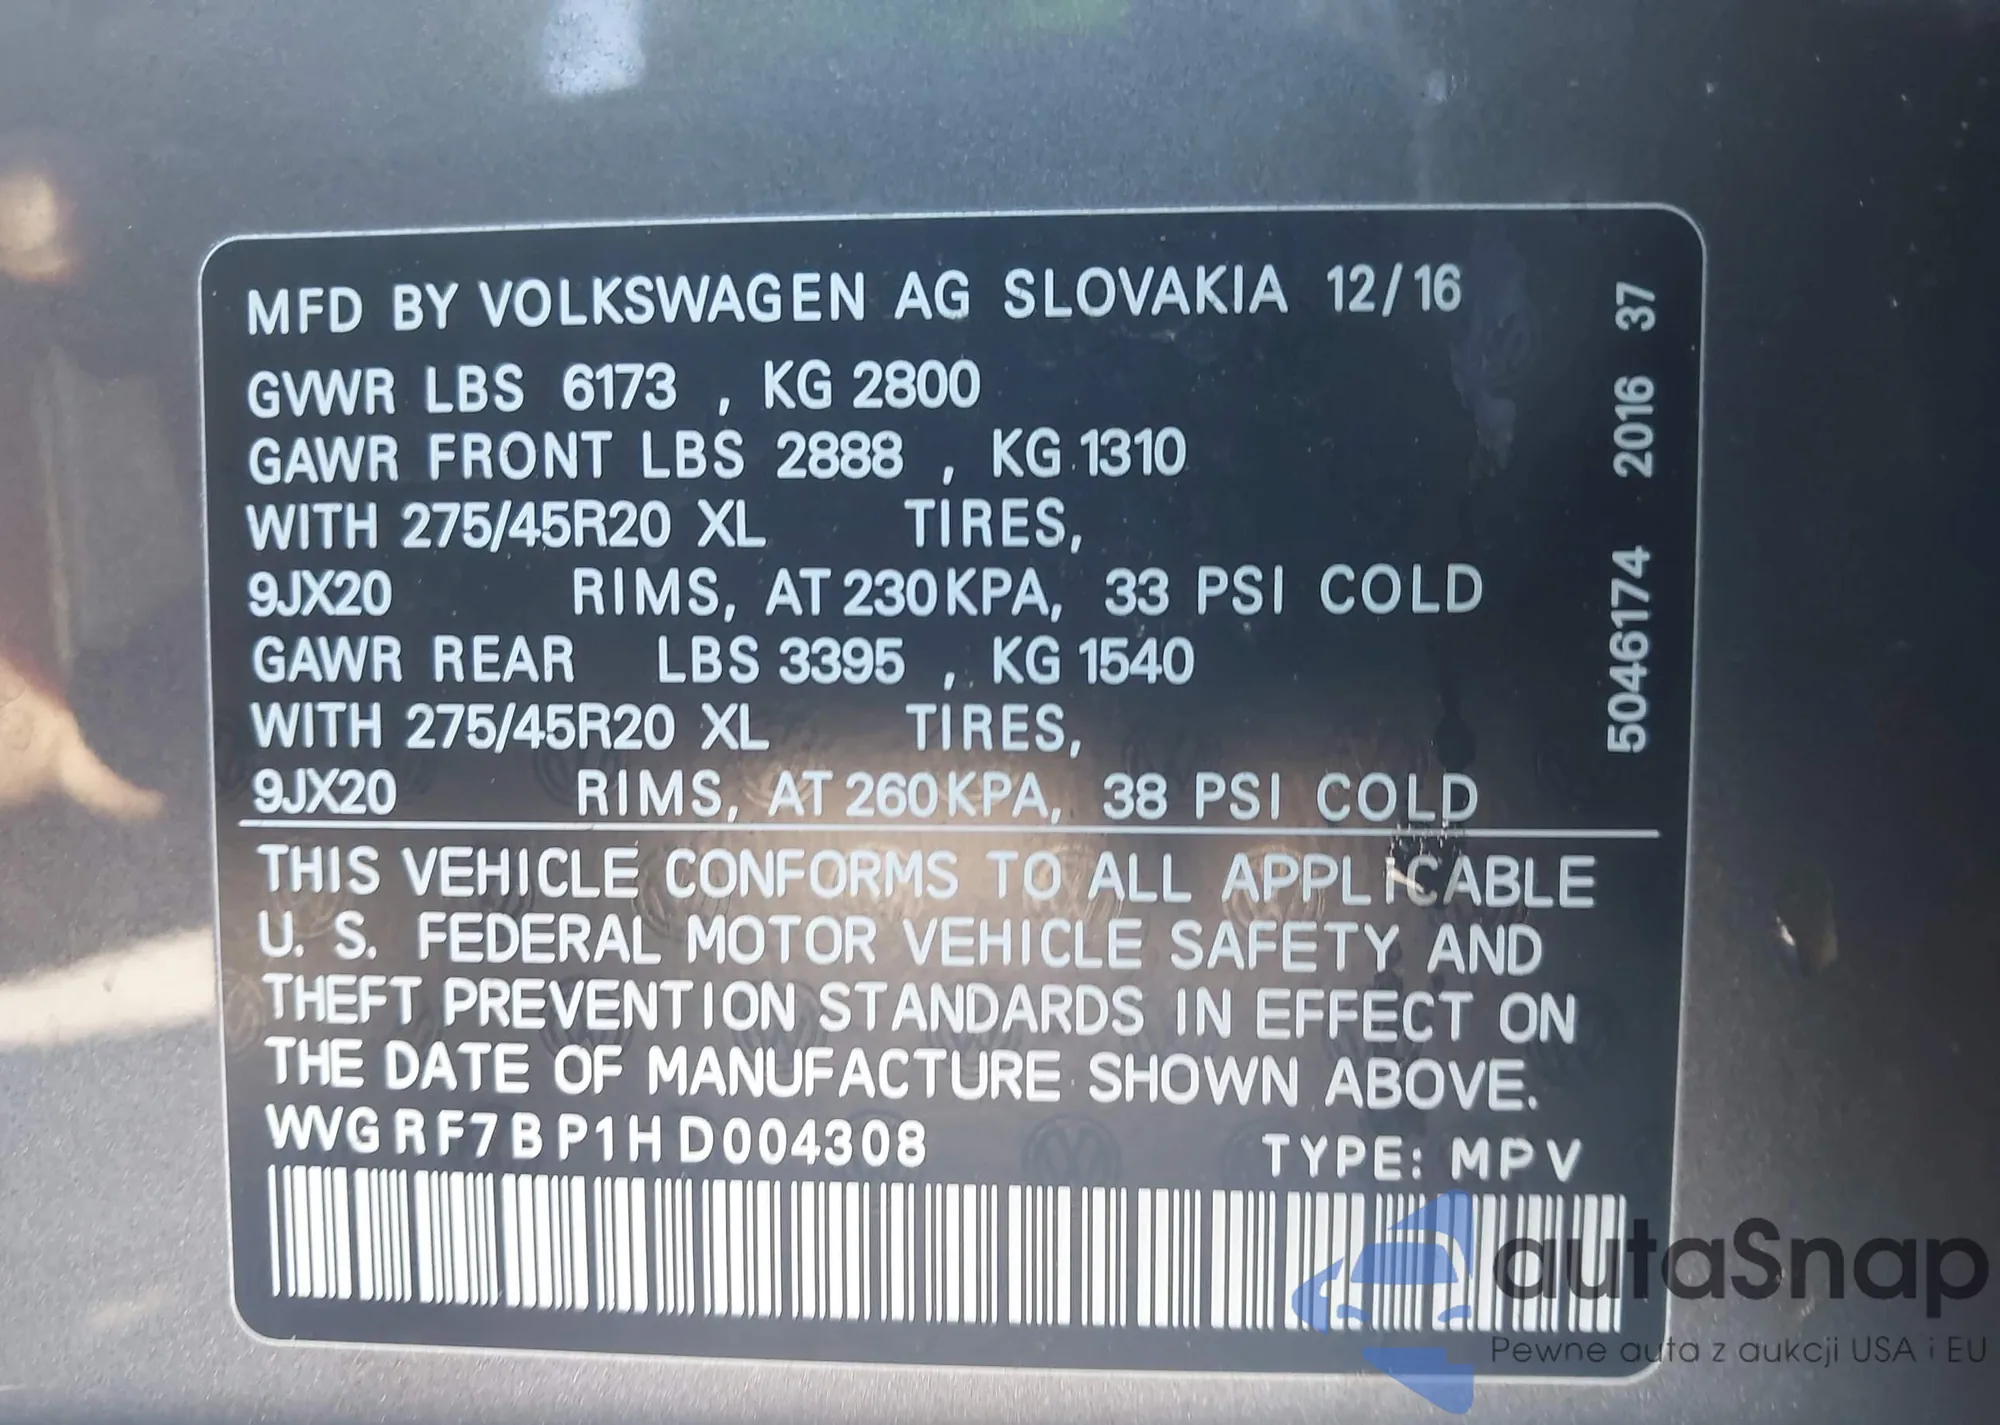 MFD BY VOLKSWAGEN AG SLOVAKIA 12/16
GVWR LBS 6173 , KG 2800
GAWR FRONT LBS 2888 , KG 1310
WITH 275/45R20 XL TIRES,
9JX20 RIMS, AT 230KPA, 33 PSI COLD
GAWR REAR LBS 3395 , KG 1540
WITH 275/45R20 XL TIRES,
9JX20 RIMS, AT 260KPA, 38 PSI COLD
THIS VEHICLE CONFORMS TO ALL APPLICABLE
U. S. FEDERAL MOTOR VEHICLE SAFETY AND
THEFT PREVENTION STANDARDS IN EFFECT ON
THE DATE OF MANUFACTURE SHOWN ABOVE.
WVGRF7BP1HD004308 TYPE: MPV
5046174 2016 37
autaSnap
Pewne auta z aukcji USA i EU